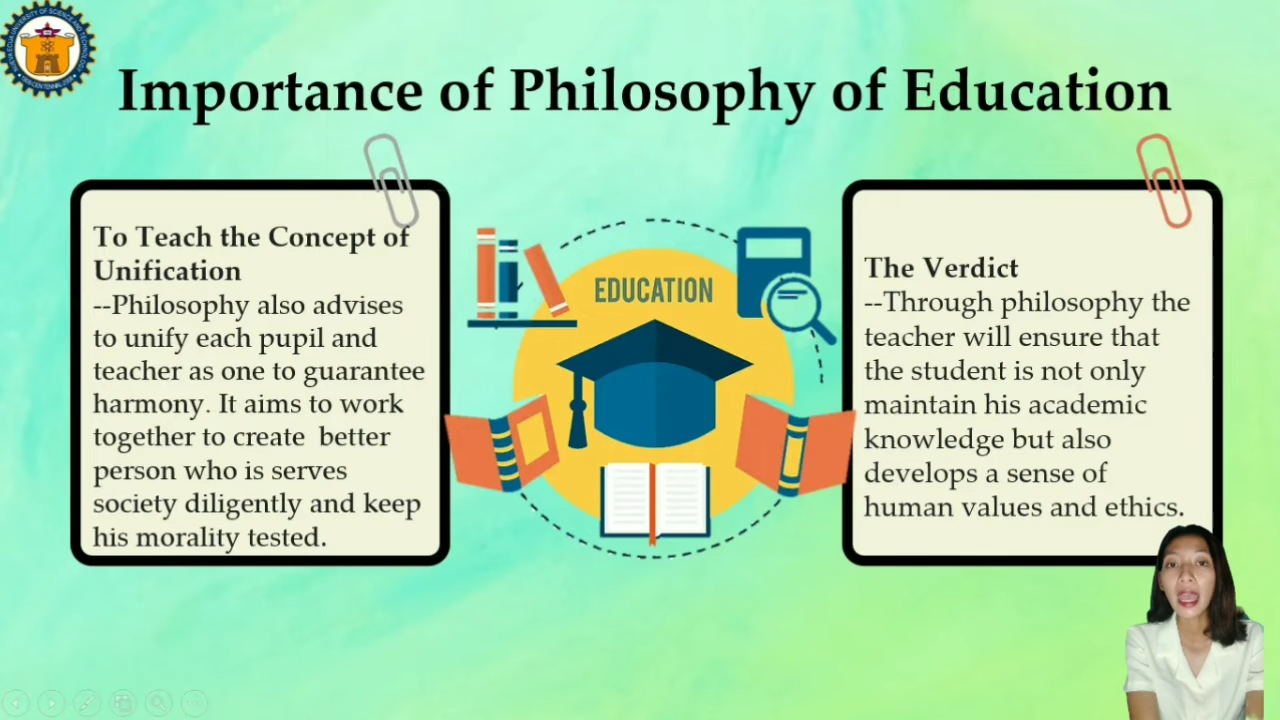 Importance of Philosophy of Education
To Teach the Concept of
Unification
--Philosophy also advises
to unify each pupil and
teacher as one to guarantee
harmony. It aims to work
together to create better
person who is serves
society diligently and keep
his morality tested.
EDUCATION
The Verdict
--Through philosophy the
teacher will ensure that
the student is not only
maintain his academic
knowledge but also
develops a sense of
human values and ethics.